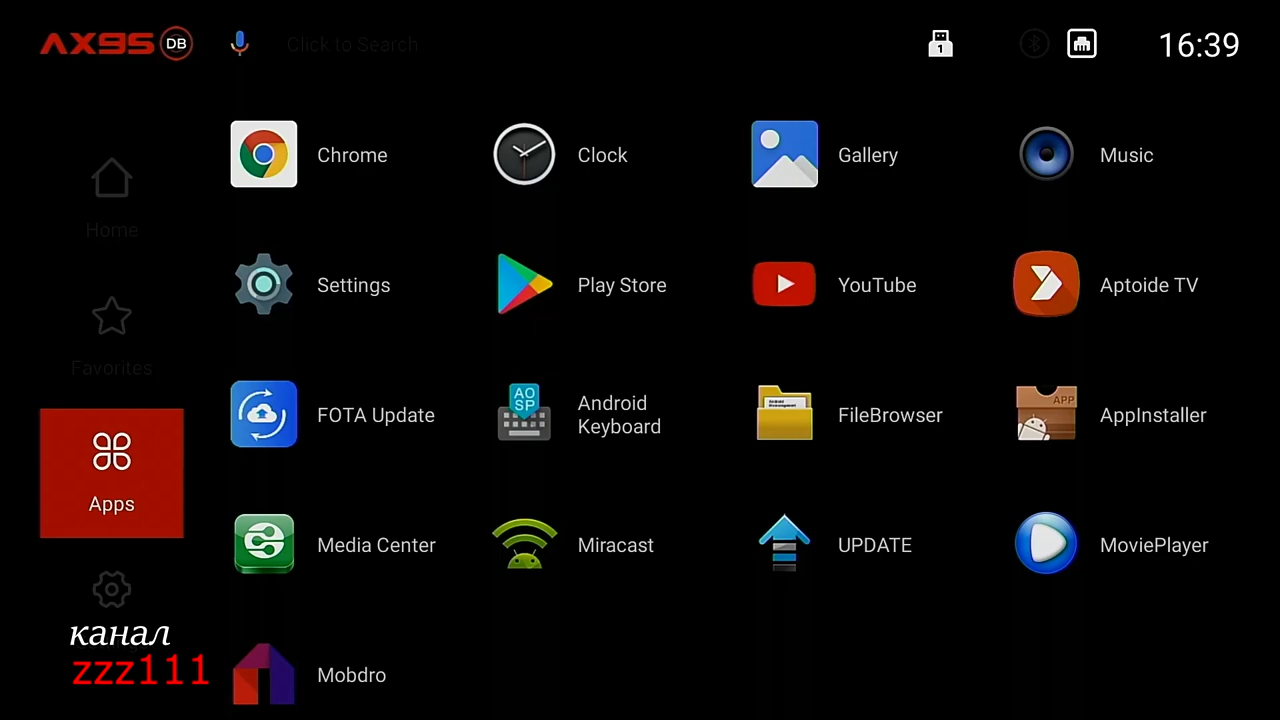 AX95 DB
Click to Search
1
16:39
Chrome
Clock
Gallery
Music
Home
Settings
Play Store
YouTube
Aptoide TV
Favorites
FOTA Update
AO
SP
Android
Keyboard
FileBrowser
APP
AppInstaller
Apps
Media Center
Miracast
UPDATE
MoviePlayer
канал
zzz111
Mobdro